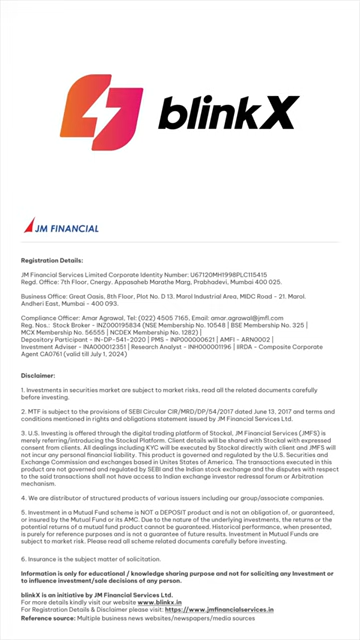 blinkX
JM FINANCIAL
Registration Details:
JM Financial Services Limited Corporate Identity Number: U67120MH1998PLC115415
Regd. Office: 7th Floor, Cnergy. Appasaheb Marathe Marg, Prabhadevi, Mumbai 400 025.
Business Office: Great Oasis, 8th Floor, Plot No. D 13. Marol Industrial Area, MIDC Road - 21. Marol.
Andheri East, Mumbai - 400 093.
Compliance Officer: Amar Agrawal, Tel: (022) 4505 7165, Email: amar.agrawal@jmfl.com
Reg. Nos.: Stock Broker - INZ000195834 (NSE Membership No. 10548 | BSE Membership No. 325 |
MCX Membership No. 56555 | NCDEX Membership No. 1282) |
Depository Participant - IN-DP-541-2020 | PMS - INP000000621 | AMFI - ARN0002 |
Investment Adviser - INA000012351 | Research Analyst - INH000001196 | IRDA - Composite Corporate
Agent CA0761 (valid till July 1, 2024)
Disclaimer:
1. Investments in securities market are subject to market risks, read all the related documents carefully
before investing.
2. MTF is subject to the provisions of SEBI Circular CIR/MRD/DP/54/2017 dated June 13, 2017 and terms and
conditions mentioned in rights and obligations statement issued by JM Financial Services Ltd.
3. U.S. Investing is offered through the digital trading platform of Stockal, JM Financial Services (JMFS) is
merely referring/introducing the Stockal Platform. Client details will be shared with Stockal with expressed
consent from clients. All dealings including KYC will be executed by Stockal directly with client and JMFS will
not incur any personal financial liability. This product is governed and regulated by the U.S. Securities and
Exchange Commission and exchanges based in Unites States of America. The transactions executed in this
product are not governed and regulated by SEBI and the Indian stock exchange and the disputes with respect
to the said transactions shall not have access to Indian exchange investor redressal forum or Arbitration
mechanism.
4. We are distributor of structured products of various issuers including our group/associate companies.
5. Investment in a Mutual Fund scheme is NOT a DEPOSIT product and is not an obligation of, or guaranteed,
or insured by the Mutual Fund or its AMC. Due to the nature of the underlying investments, the returns or the
potential returns of a mutual fund product cannot be guaranteed. Historical performance, when presented,
is purely for reference purposes and is not a guarantee of future results. Investment in Mutual Funds are
subject to market risk. Please read all scheme related documents carefully before investing.
6. Insurance is the subject matter of solicitation.
Information is only for educational / knowledge sharing purpose and not for soliciting any Investment or
to influence investment/sale decisions of any person.
blinkX is an initiative by JM Financial Services Ltd.
For more details kindly visit our website www.blinkx.in
For Registration Details & Disclaimer please visit: https://www.jmfinancialservices.in
Reference source: Multiple business news websites/newspapers/media sources